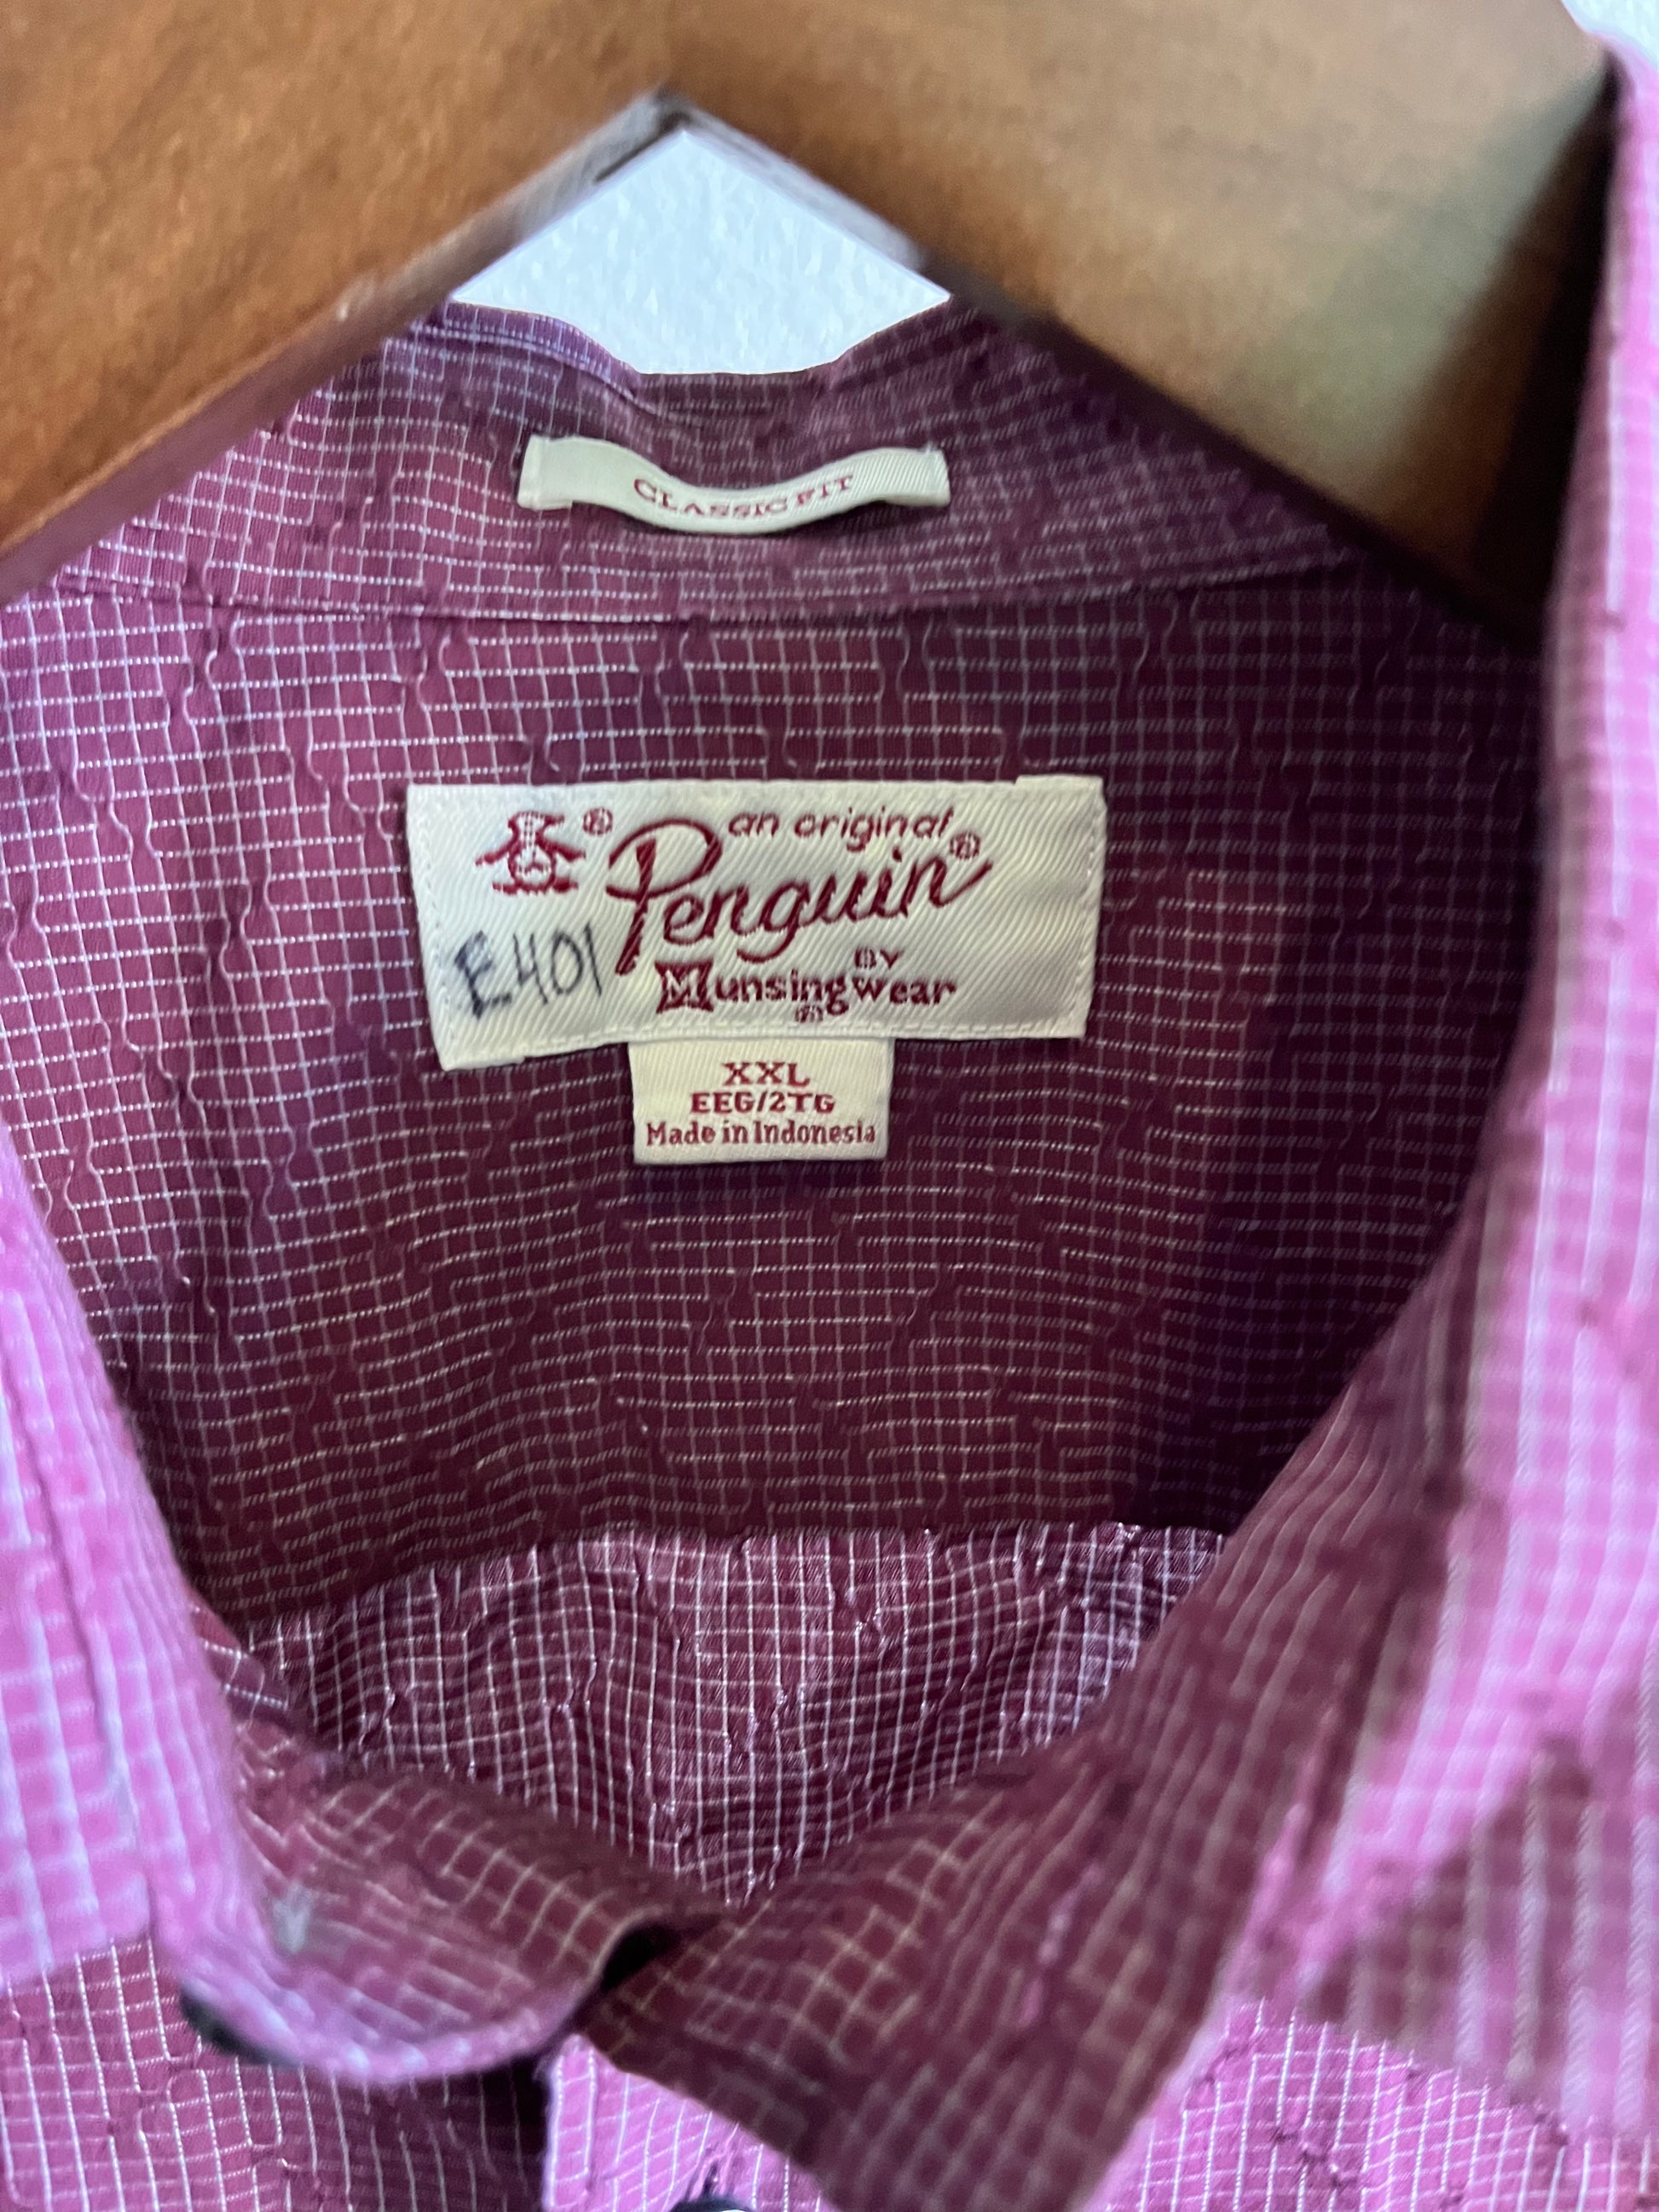 CLASSIC FIT
an original®
Penguin®
BY
Munsingwear®
E401
XXL
EEG/2TG
Made in Indonesia